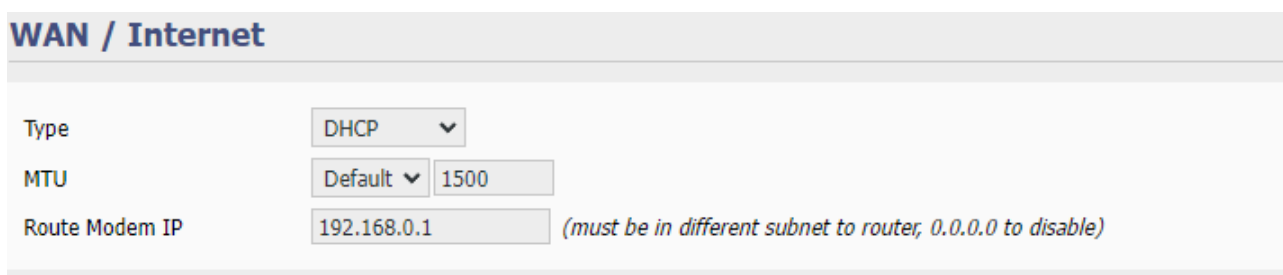 WAN / Internet
Type DHCP
MTU Default 1500
Route Modem IP 192.168.0.1 (must be in different subnet to router, 0.0.0.0 to disable)